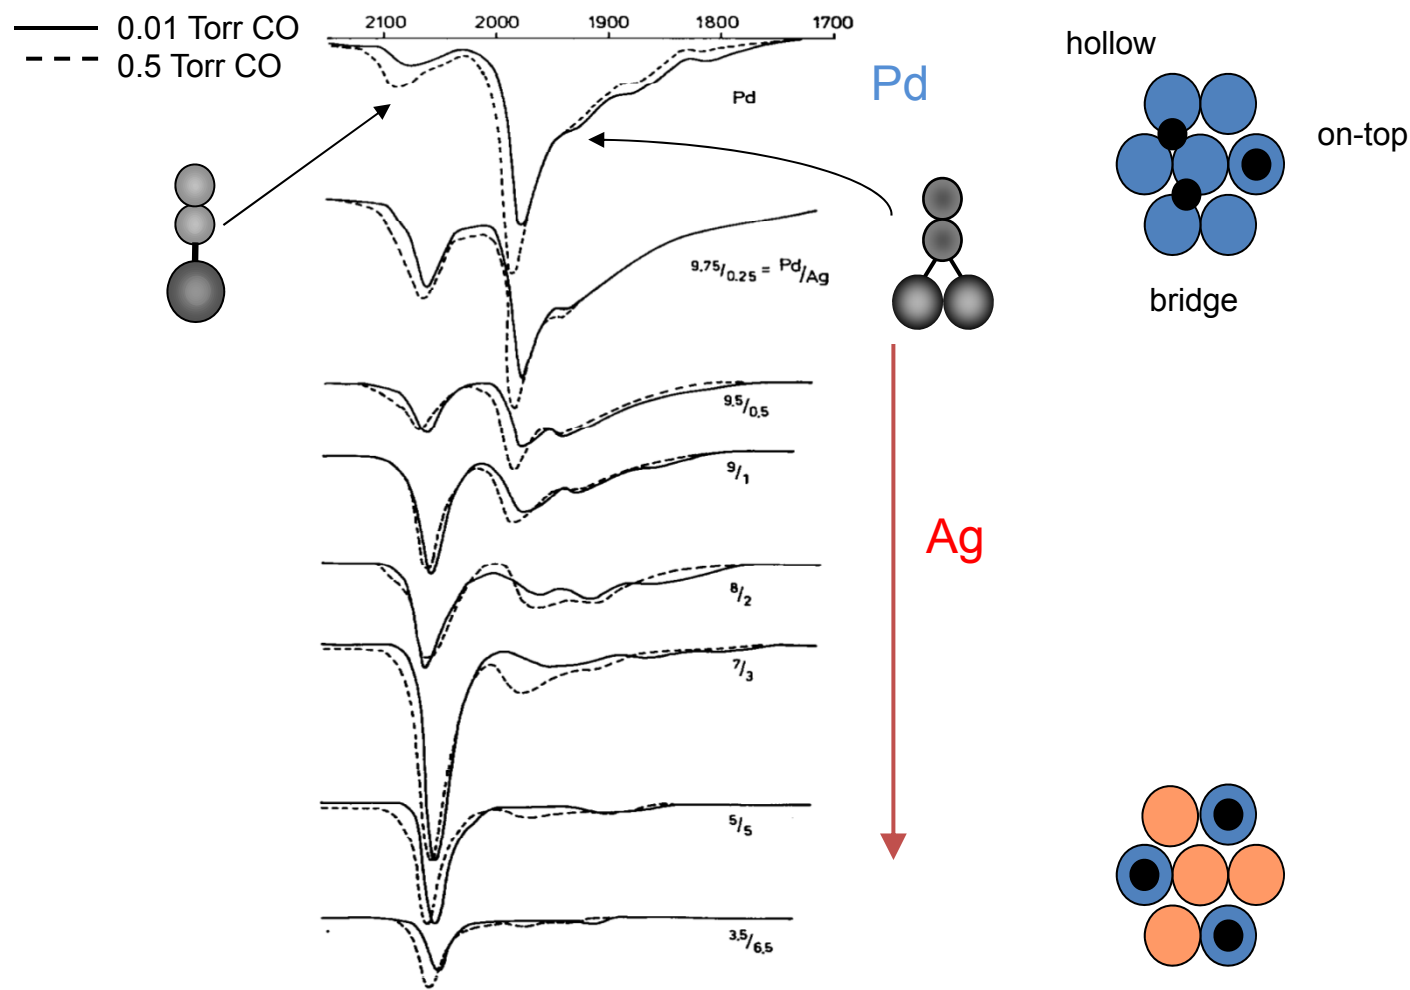 2100 2000 1900 1800 1700
0.01 Torr CO
0.5 Torr CO
hollow
Pd
Pd
on-top
9.75/0.25 = Pd/Ag
bridge
9.5/0.5
9/1
Ag
8/2
7/3
5/5
3.5/6.5